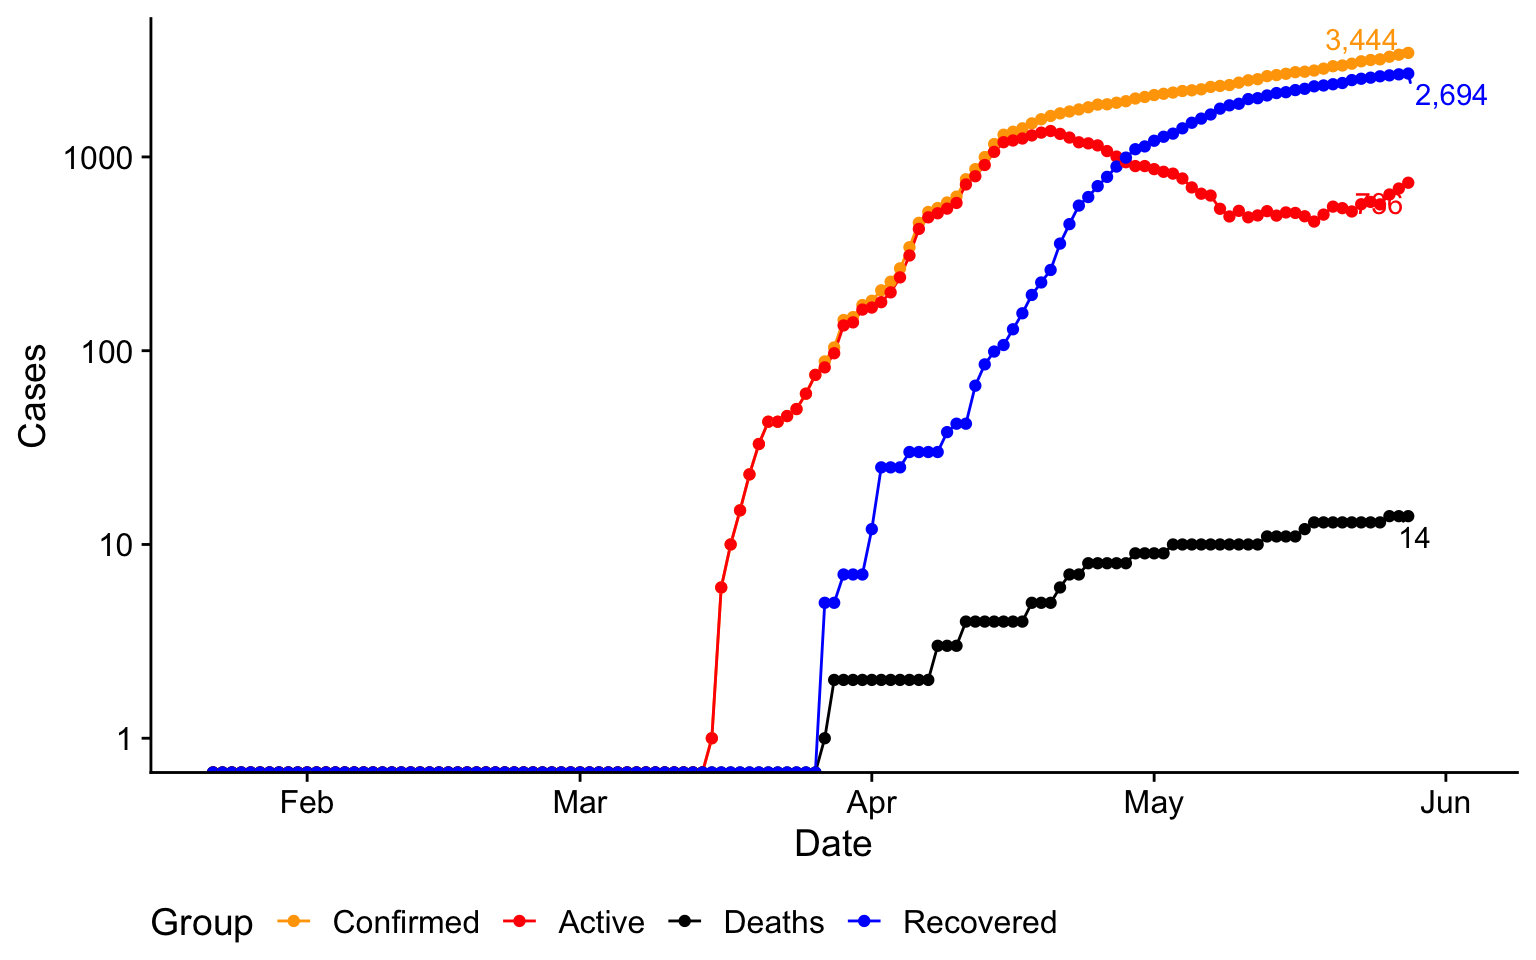 3,444
2,694
1000
736
100
10
14
1
Cases
Feb Mar Apr May Jun
Date
Group Confirmed Active Deaths Recovered